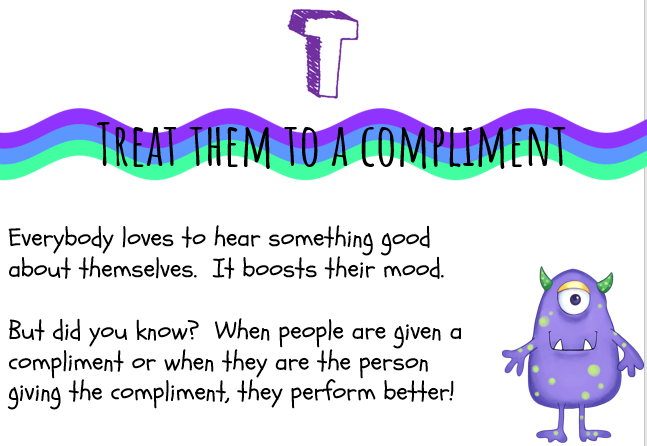 T
Treat them to a compliment
Everybody loves to hear something good
about themselves.  It boosts their mood.
But did you know?  When people are given a
compliment or when they are the person
giving the compliment, they perform better!